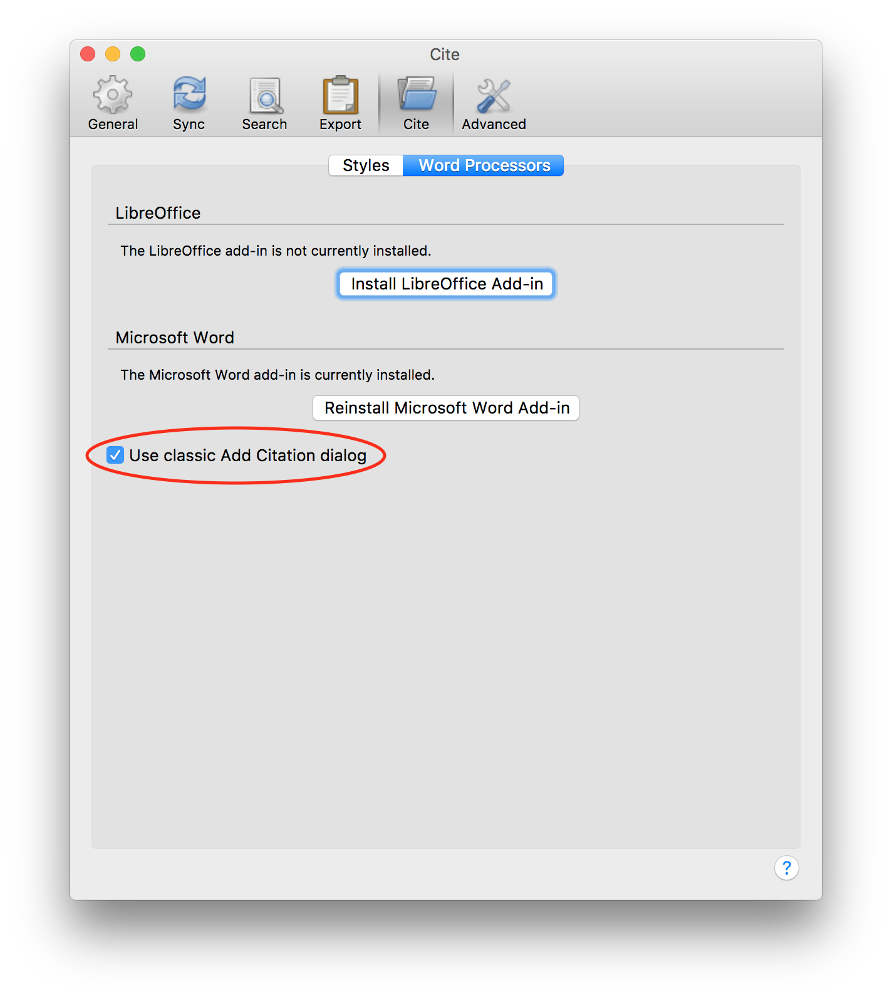 Cite
General Sync Search Export Cite Advanced
Styles Word Processors
LibreOffice
The LibreOffice add-in is not currently installed.
Install LibreOffice Add-in
Microsoft Word
The Microsoft Word add-in is currently installed.
Reinstall Microsoft Word Add-in
Use classic Add Citation dialog
?